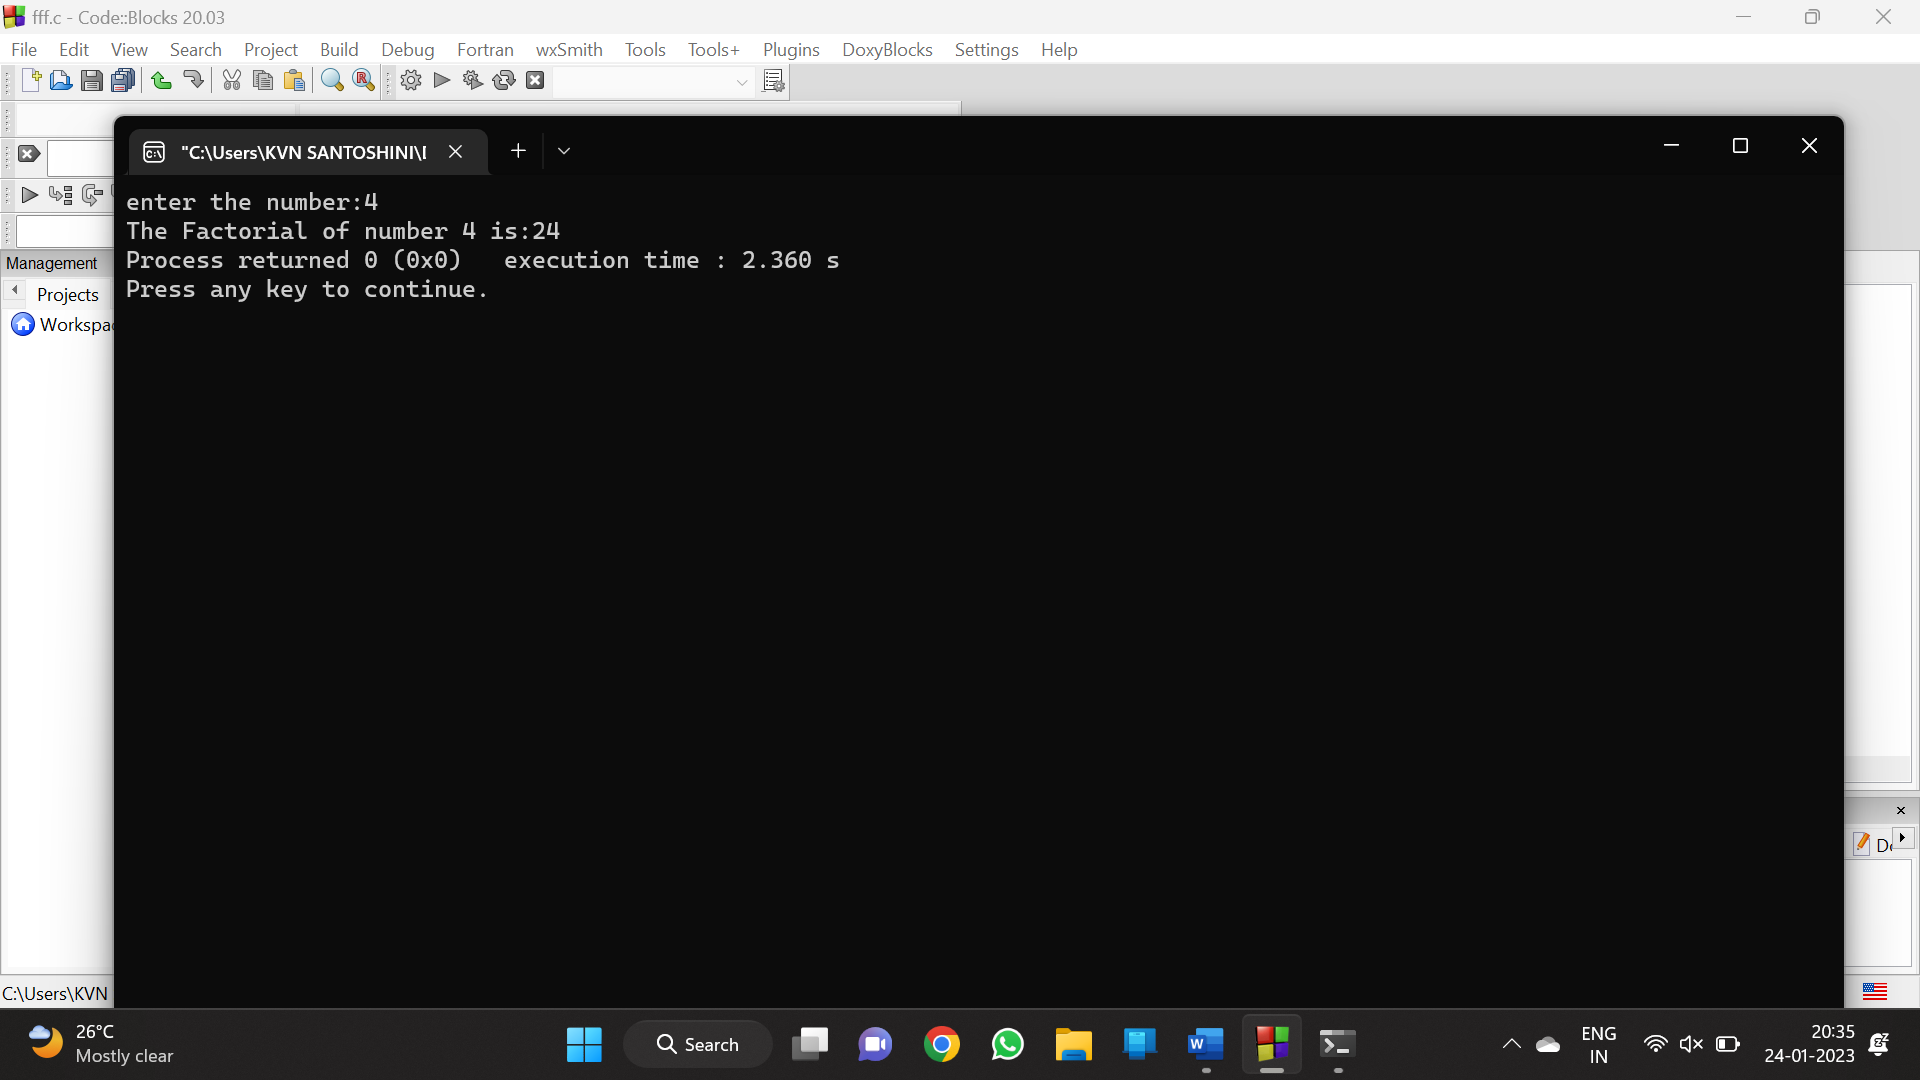 fff.c - Code::Blocks 20.03
File Edit View Search Project Build Debug Fortran wxSmith Tools Tools+ Plugins DoxyBlocks Settings Help
"C:\Users\KVN SANTOSHINI\
enter the number:4
The Factorial of number 4 is:24
Process returned 0 (0x0)   execution time : 2.360 s
Press any key to continue.
Management
Projects
Workspa
C:\Users\KVN
26°C
Mostly clear
Search
ENG
IN
20:35
24-01-2023